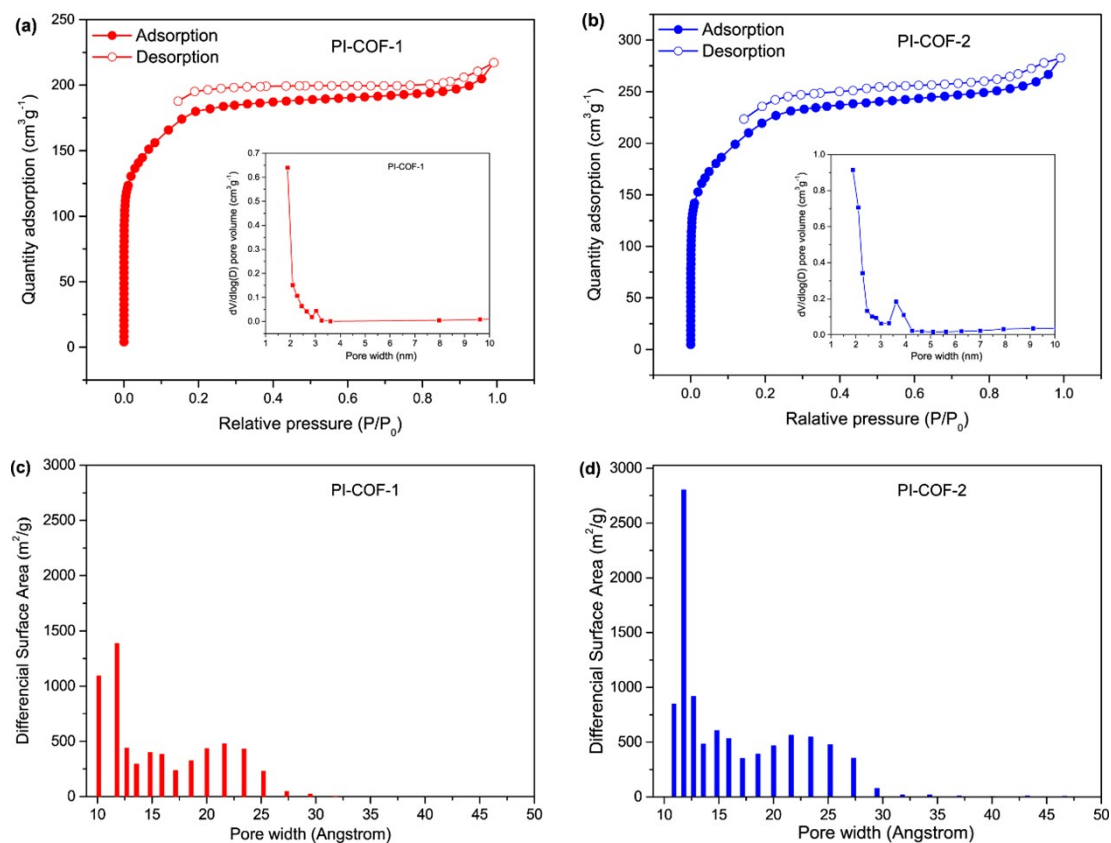 (a)
250
200
150
100
50
0
Quantity adsorption (cm³g⁻¹)
Adsorption
Desorption
PI-COF-1
0.0 0.2 0.4 0.6 0.8 1.0
Relative pressure (P/P₀)
0.7
0.6
0.5
0.4
0.3
0.2
0.1
0.0
dV/dlog(D) pore volume (cm³g⁻¹)
PI-COF-1
1 2 3 4 5 6 7 8 9 10
Pore width (nm)
(b)
300
250
200
150
100
50
0
Quantity adsorption (cm³g⁻¹)
Adsorption
Desorption
PI-COF-2
0.0 0.2 0.4 0.6 0.8 1.0
Ralative pressure (P/P₀)
1.0
0.8
0.6
0.4
0.2
0.0
dV/dlog(D) pore volume (cm³g⁻¹)
1 2 3 4 5 6 7 8 9 10
Pore width (nm)
(c)
3000
2500
2000
1500
1000
500
0
Differencial Surface Area (m²/g)
PI-COF-1
10 15 20 25 30 35 40 45 50
Pore width (Angstrom)
(d)
3000
2500
2000
1500
1000
500
0
Differencial Surface Area (m²/g)
PI-COF-2
10 15 20 25 30 35 40 45 50
Pore width (Angstrom)